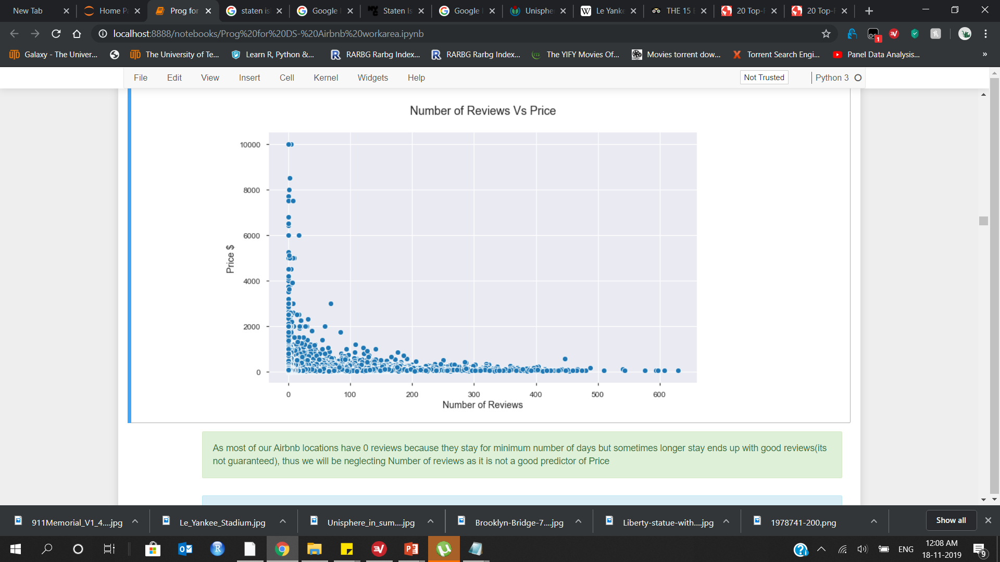 New Tab
Home P
Prog for
staten is
Google
Staten Is
Google
Unisphe
Le Yanke
THE 15
20 Top-
20 Top-
localhost:8888/notebooks/Prog%20for%20DS-%20Airbnb%20workarea.ipynb
1
Galaxy - The Univer...
The University of Te...
Learn R, Python &...
RARBG Rarbg Index...
RARBG Rarbg Index...
The YIFY Movies Of...
Movies torrent dow...
Torrent Search Engi...
Panel Data Analysis...
»
File Edit View Insert Cell Kernel Widgets Help
Not Trusted
Python 3
Number of Reviews Vs Price
10000
8000
6000
4000
2000
0
Price $
0 100 200 300 400 500 600
Number of Reviews
As most of our Airbnb locations have 0 reviews because they stay for minimum number of days but sometimes longer stay ends up with good reviews(its
not guaranteed), thus we will be neglecting Number of reviews as it is not a good predictor of Price
911Memorial_V1_4....jpg
Le_Yankee_Stadium.jpg
Unisphere_in_sum....jpg
Brooklyn-Bridge-7....jpg
Liberty-statue-with....jpg
1978741-200.png
Show all
ENG
12:08 AM
18-11-2019
9